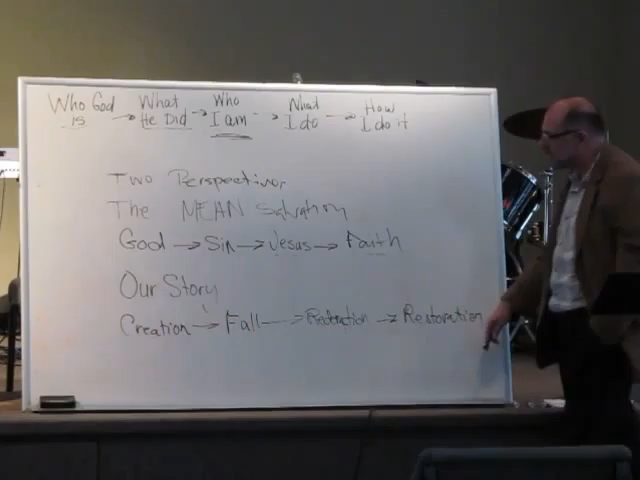 Who God is → What He Did → Who I am → What I do → How I do it
Two Perspectives
The MEAN Salvation
God → Sin → Jesus → Faith
Our Story
Creation → Fall → Redemtion → Restoration